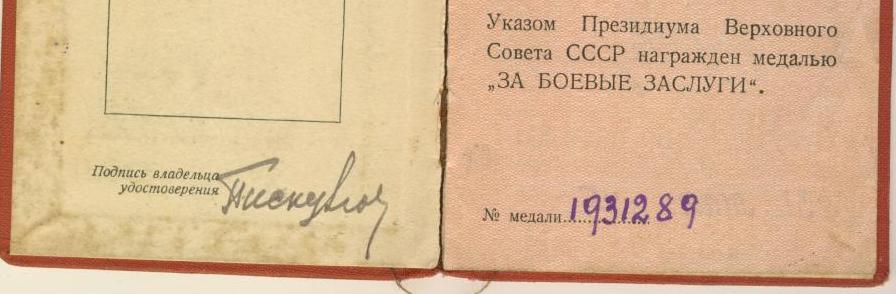 Подпись владельца
удостоверения
Указом Президиума Верховного
Совета СССР награжден медалью
„ЗА БОЕВЫЕ ЗАСЛУГИ“.
№ медали 1931289